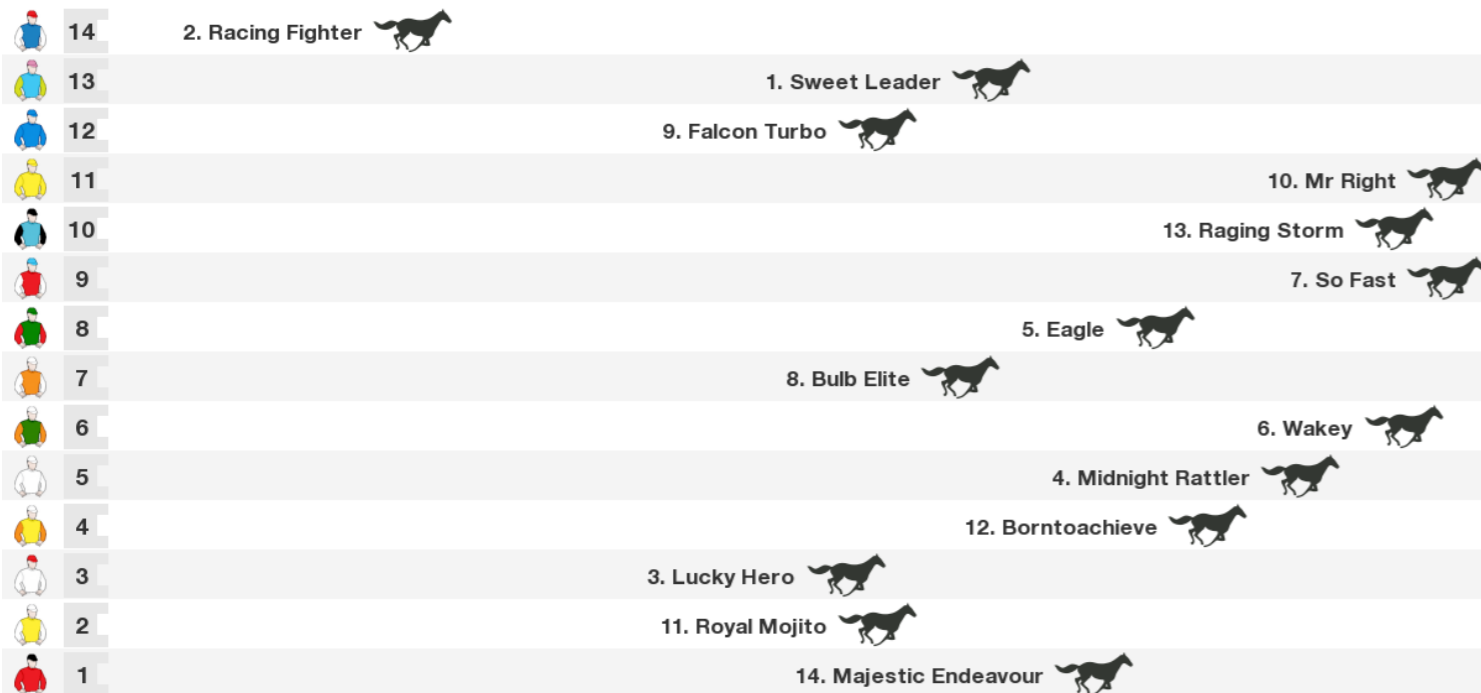 14 2. Racing Fighter
13 1. Sweet Leader
12 9. Falcon Turbo
11 10. Mr Right
10 13. Raging Storm
9 7. So Fast
8 5. Eagle
7 8. Bulb Elite
6 6. Wakey
5 4. Midnight Rattler
4 12. Borntoachieve
3 3. Lucky Hero
2 11. Royal Mojito
1 14. Majestic Endeavour